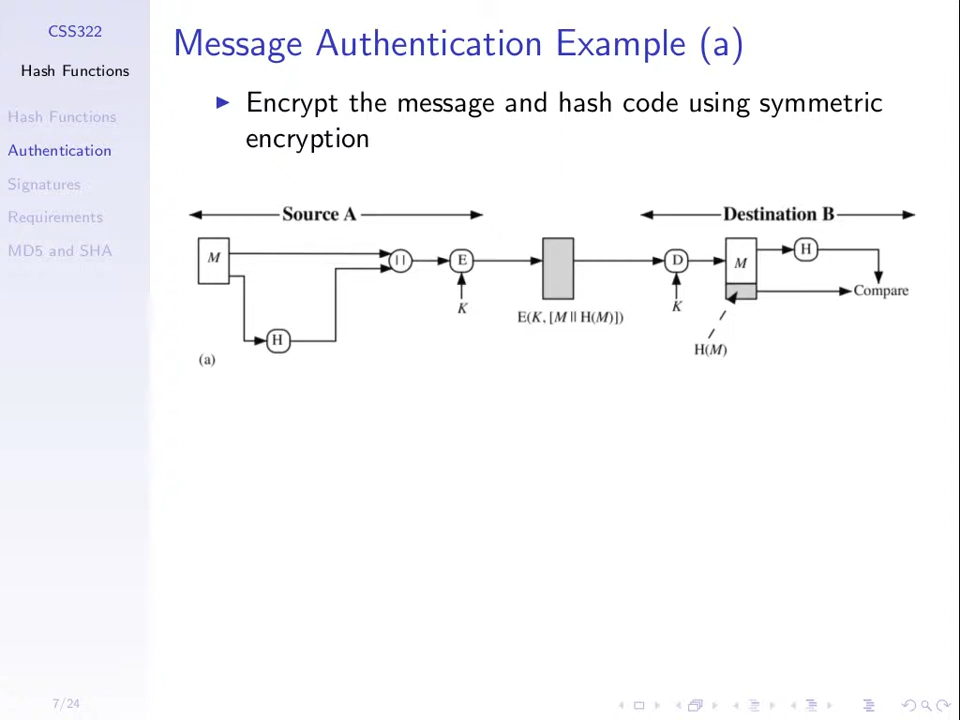 CSS322
Hash Functions
Hash Functions
Authentication
Signatures
Requirements
MD5 and SHA
7/24
Message Authentication Example (a)
Encrypt the message and hash code using symmetric
encryption
Source A
Destination B
M
||
E
D
M
H
K
E(K, [M || H(M)])
K
Compare
H
H(M)
(a)